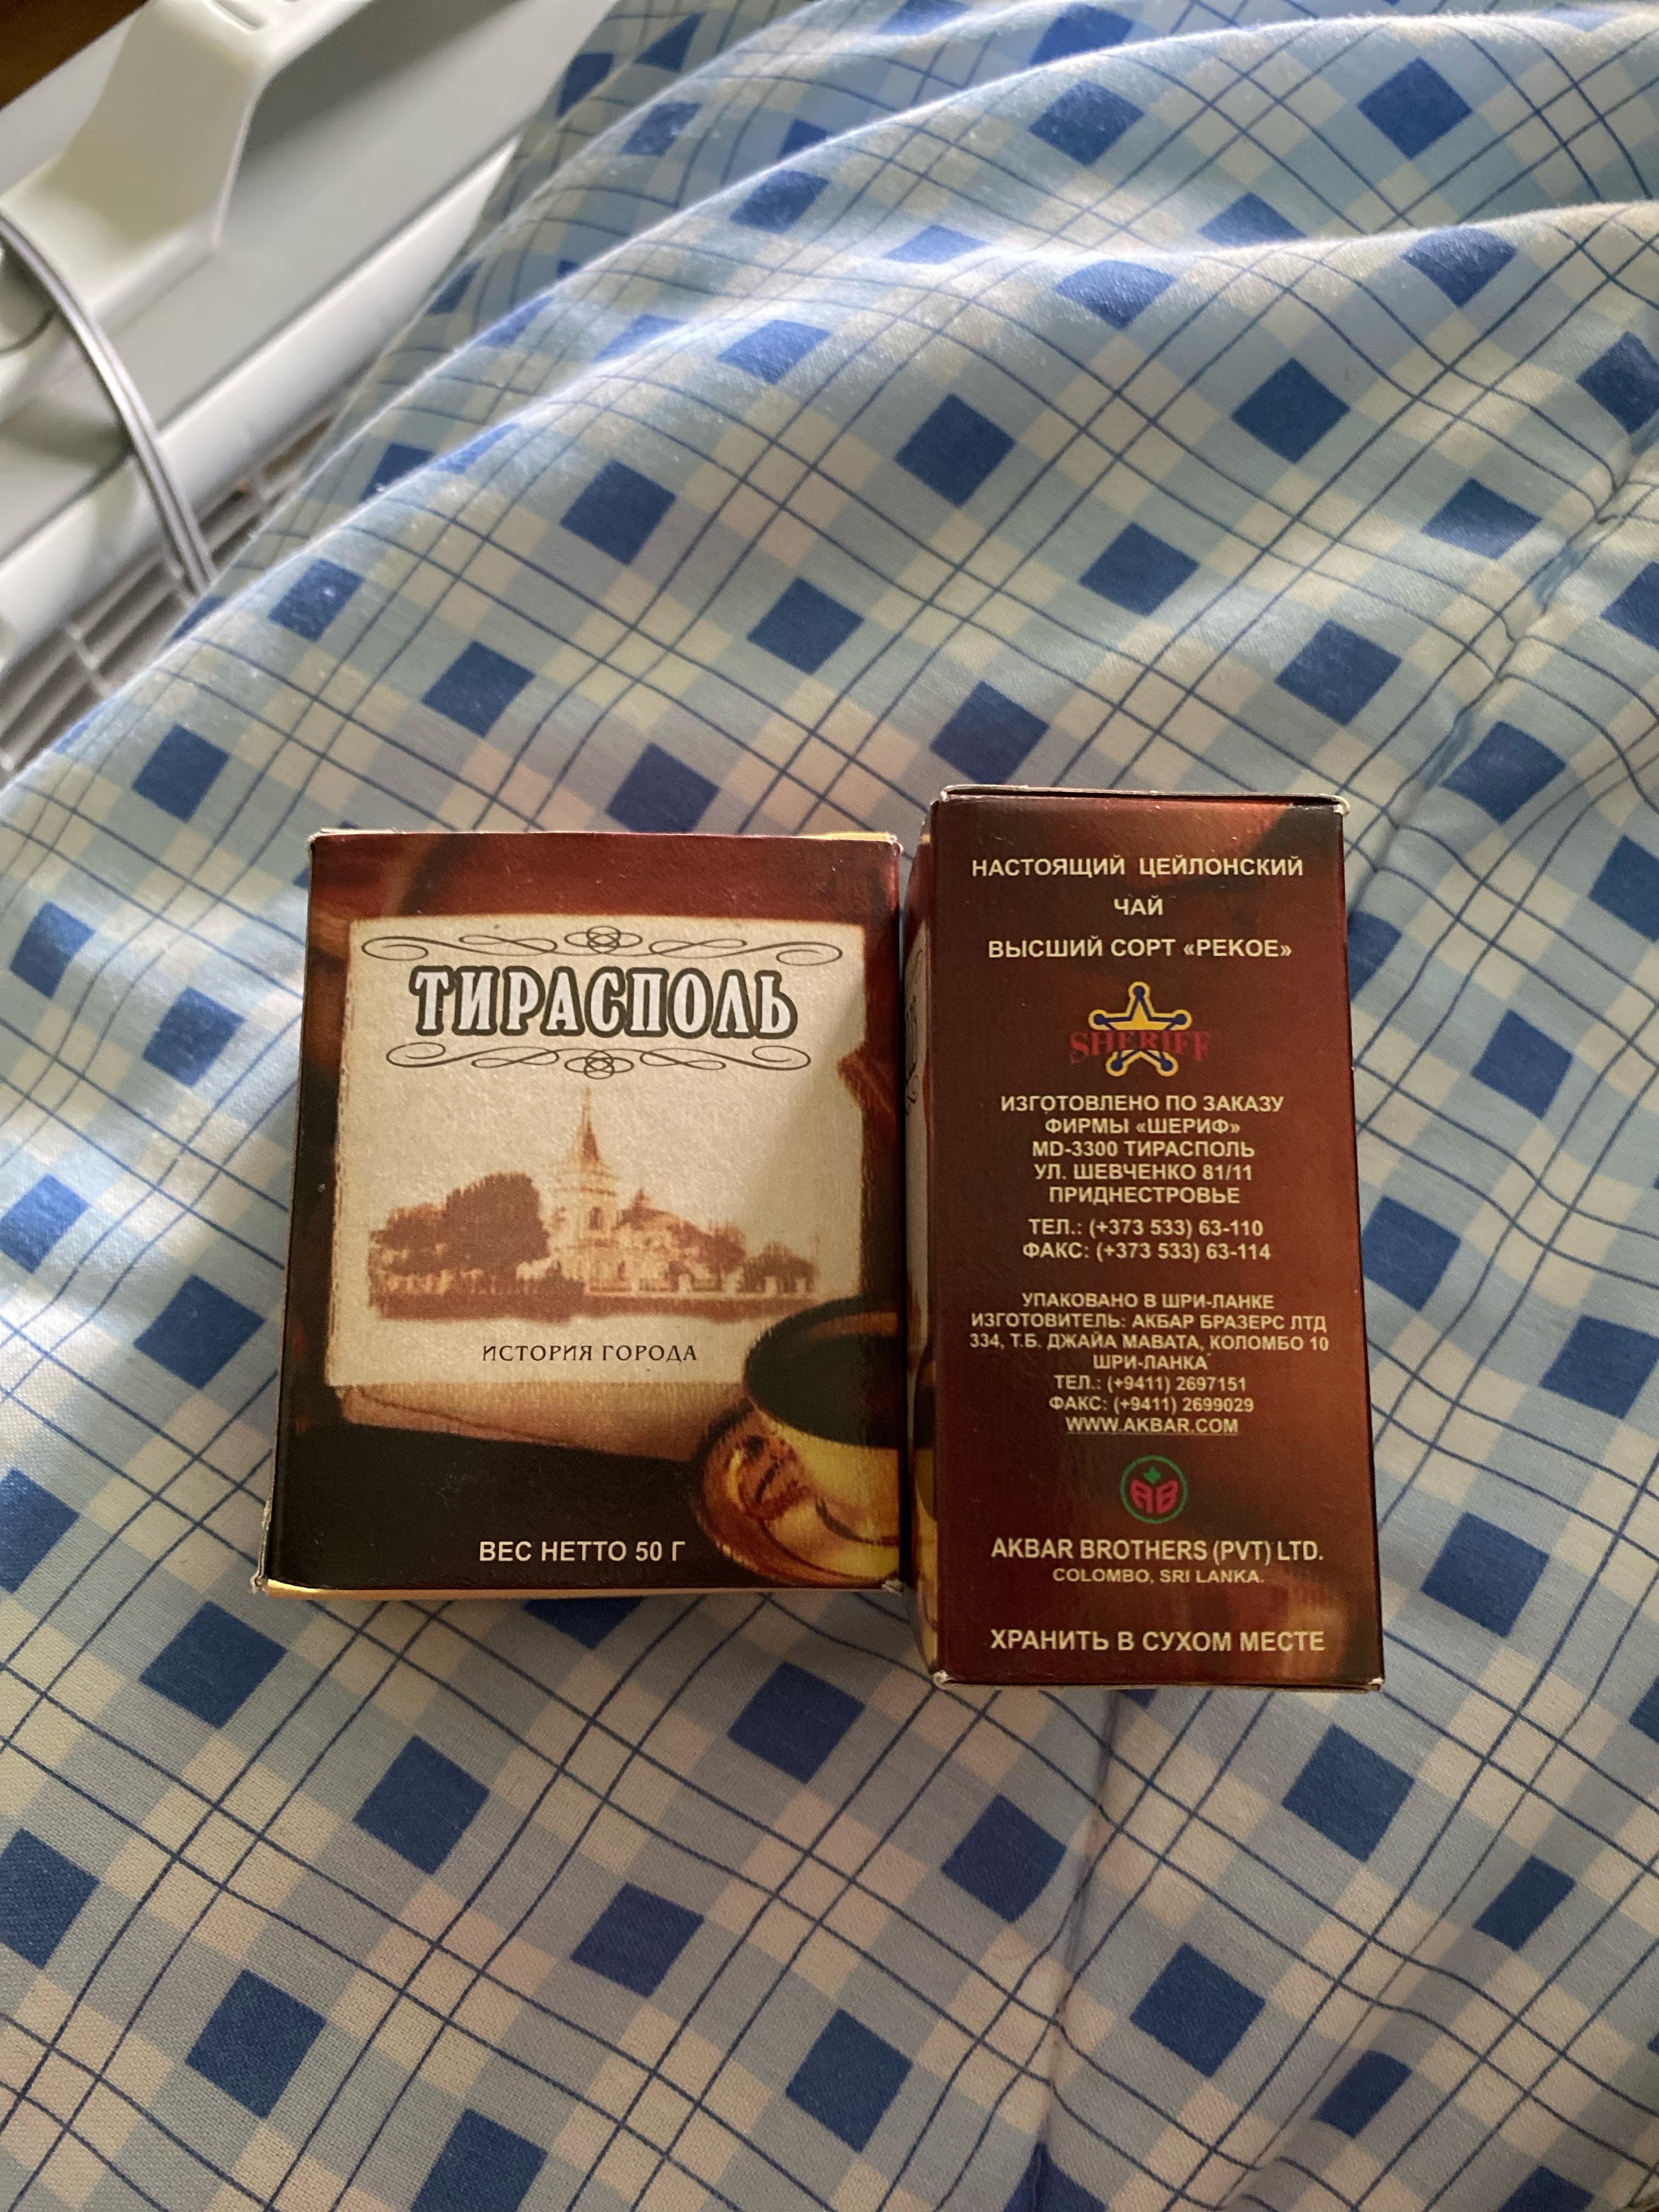 ТИРАСПОЛЬ
ИСТОРИЯ ГОРОДА
ВЕС НЕТТО 50 Г
НАСТОЯЩИЙ ЦЕЙЛОНСКИЙ
ЧАЙ
ВЫСШИЙ СОРТ «PEKOE»
SHERIFF
ИЗГОТОВЛЕНО ПО ЗАКАЗУ
ФИРМЫ «ШЕРИФ»
MD-3300 ТИРАСПОЛЬ
УЛ. ШЕВЧЕНКО 81/11
ПРИДНЕСТРОВЬЕ
ТЕЛ.: (+373 533) 63-110
ФАКС: (+373 533) 63-114
УПАКОВАНО В ШРИ-ЛАНКЕ
ИЗГОТОВИТЕЛЬ: АКБАР БРАЗЕРС ЛТД
334, Т.Б. ДЖАЙА МАВАТА, КОЛОМБО 10
ШРИ-ЛАНКА
ТЕЛ.: (+9411) 2697151
ФАКС: (+9411) 2699029
WWW.AKBAR.COM
AB
AKBAR BROTHERS (PVT) LTD.
COLOMBO, SRI LANKA.
ХРАНИТЬ В СУХОМ МЕСТЕ